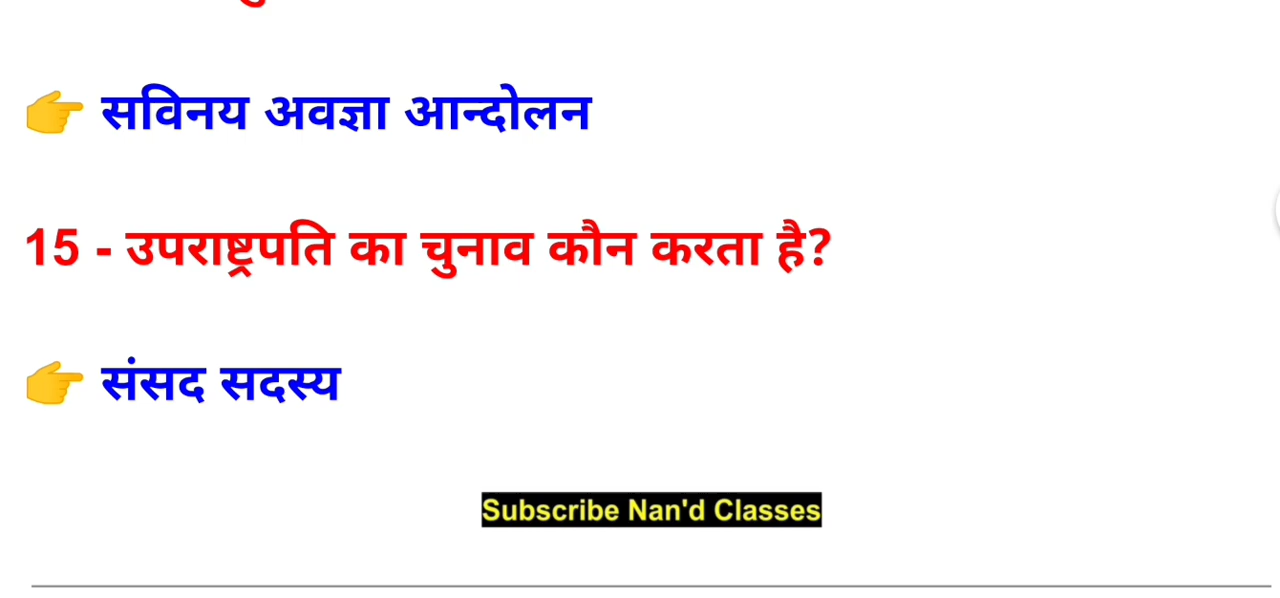 👉 सविनय अवज्ञा आन्दोलन
15 - उपराष्ट्रपति का चुनाव कौन करता है?
👉 संसद सदस्य
Subscribe Nan'd Classes